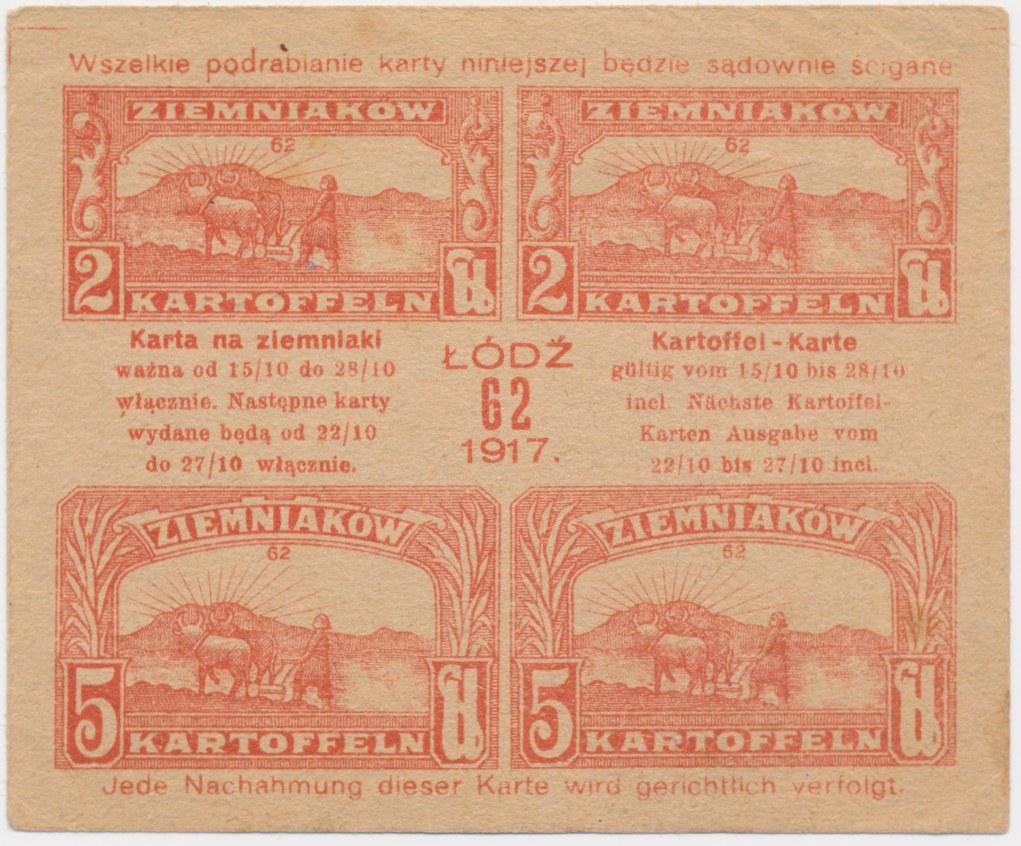 Wszelkie podrabianie karty niniejszej będzie sądownie ścigane
ZIEMNIAKÓW
62
2
KARTOFFELN
ZIEMNIAKÓW
62
2
KARTOFFELN
Karta na ziemniaki
ważna od 15/10 do 28/10
włącznie. Następne karty
wydane będą od 22/10
do 27/10 włącznie.
ŁÓDŹ
62
1917.
Kartoffel-Karte
gültig vom 15/10 bis 28/10
incl. Nächste Kartoffel-
Karten Ausgabe vom
22/10 bis 27/10 incl.
ZIEMNIAKÓW
62
5
KARTOFFELN
ZIEMNIAKÓW
62
5
KARTOFFELN
Jede Nachahmung dieser Karte wird gerichtlich verfolgt.